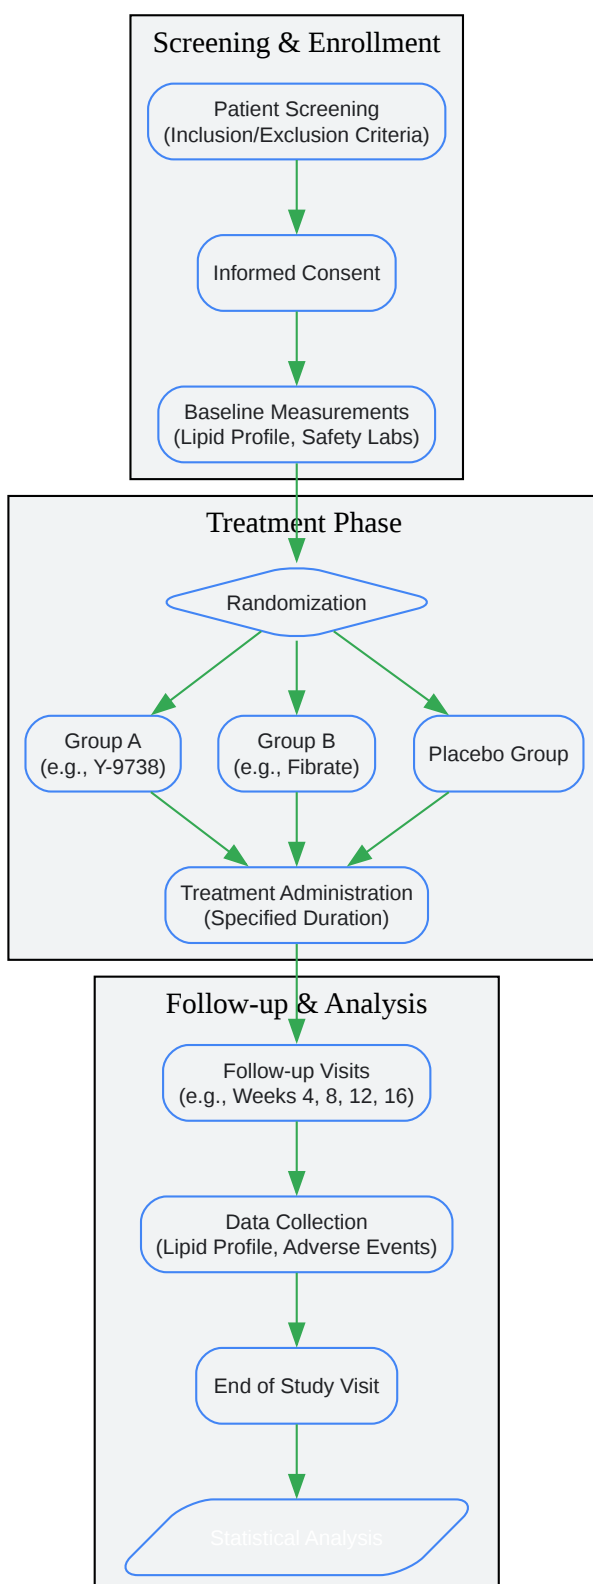 Screening & Enrollment
Patient Screening
(Inclusion/Exclusion Criteria)
Informed Consent
Baseline Measurements
(Lipid Profile, Safety Labs)
Treatment Phase
Randomization
Group A
(e.g., Y-9738)
Group B
(e.g., Fibrate)
Placebo Group
Treatment Administration
(Specified Duration)
Follow-up & Analysis
Follow-up Visits
(e.g., Weeks 4, 8, 12, 16)
Data Collection
(Lipid Profile, Adverse Events)
End of Study Visit
Statistical Analysis